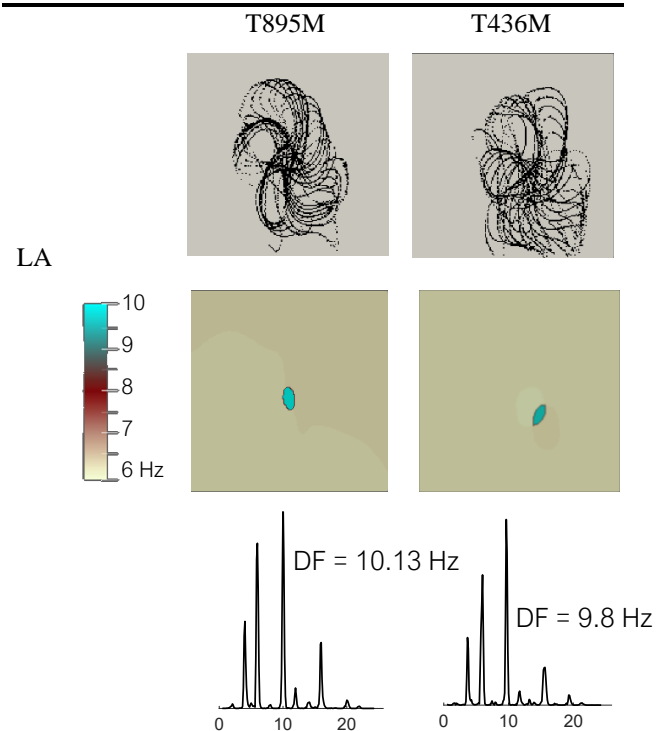 T895M T436M
LA
10
9
8
7
6 Hz
DF = 10.13 Hz
DF = 9.8 Hz
0 10 20
0 10 20